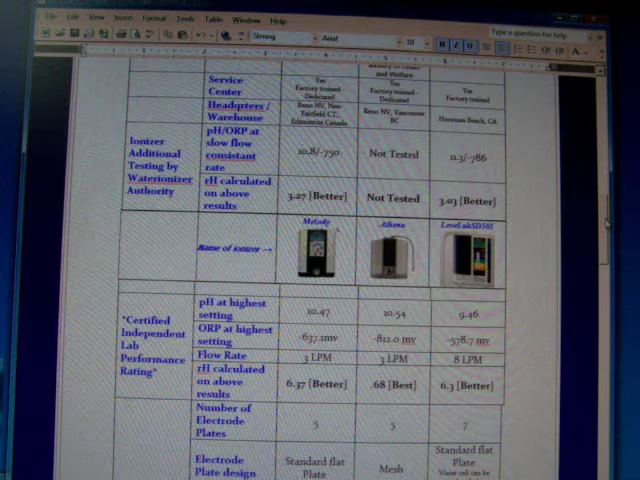 File Edit View Insert Format Tools Table Window Help
Type a question for help
Strong Arial 10 B I U
and Welfare
Service Center
Yes
Factory trained - Dedicated
Yes
Factory trained - Dedicated
Yes
Factory trained
Headqrters / Warehouse
Reno NV, New Fairfield CT, Edmonton Canada
Reno NV, Vancouver BC
Hermosa Beach, CA
Ionizer Additional Testing by Waterionizer Authority
pH/ORP at slow flow consistant rate
10.8/-750
Not Tested
11.3/-786
rH calculated on above results
3.27 [Better]
Not Tested
3.03 [Better]
Name of ionizer →
Melody
Athena
LeveLukSD501
"Certified Independent Lab Performance Rating"
pH at highest setting
10.47
10.54
9.46
ORP at highest setting
-637.1mv
-812.0 mv
-378.7 mv
Flow Rate
3 LPM
3 LPM
8 LPM
rH calculated on above results
6.37 [Better]
.68 [Best]
6.3 [Better]
Number of Electrode Plates
5
5
7
Electrode Plate design
Standard flat Plate
Mesh
Standard flat Plate
Water cell can be